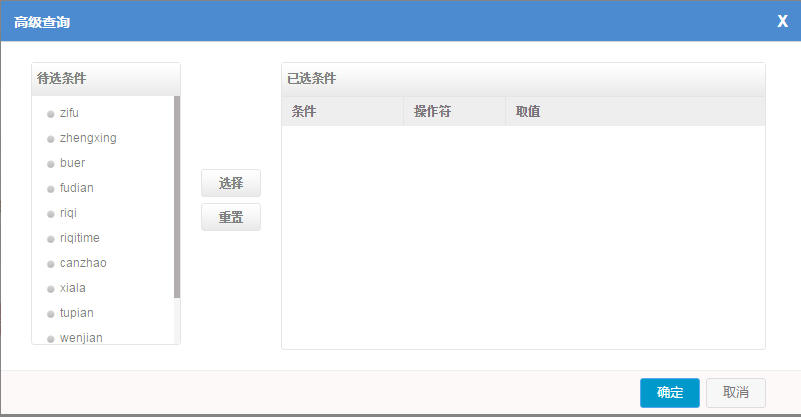 高级查询 X
待选条件
zifu
zhengxing
buer
fudian
riqi
riqitime
canzhao
xiala
tupian
wenjian
选择
重置
已选条件
条件 操作符 取值
确定 取消